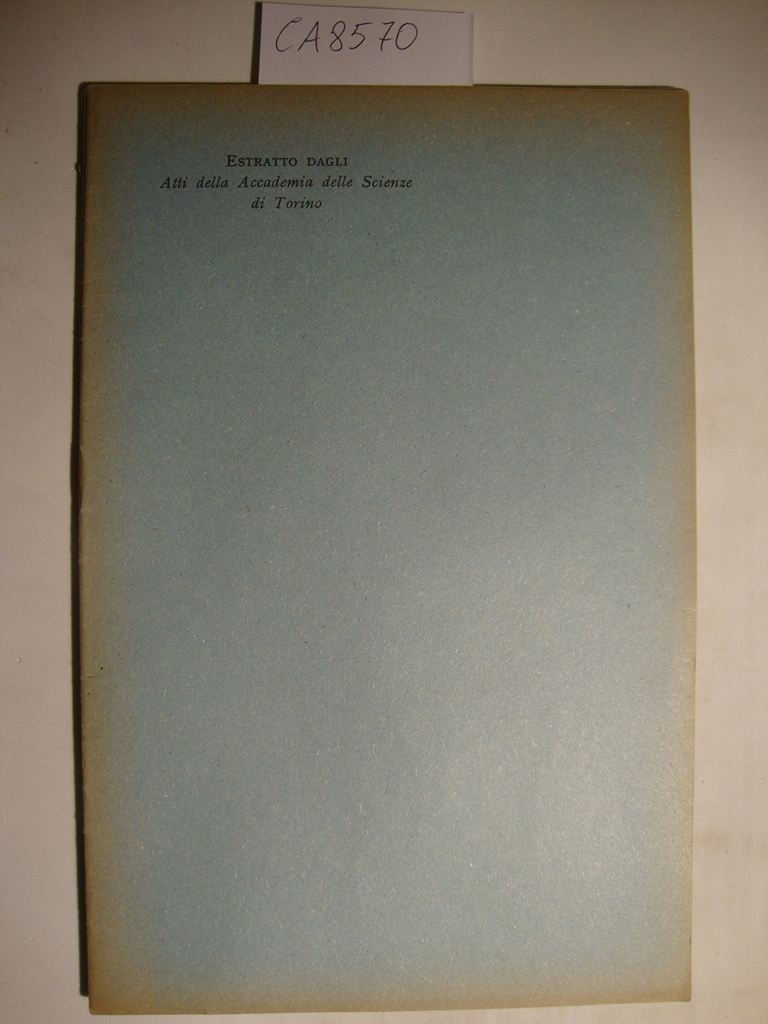 CA8570
ESTRATTO DAGLI
Atti della Accademia delle Scienze
di Torino